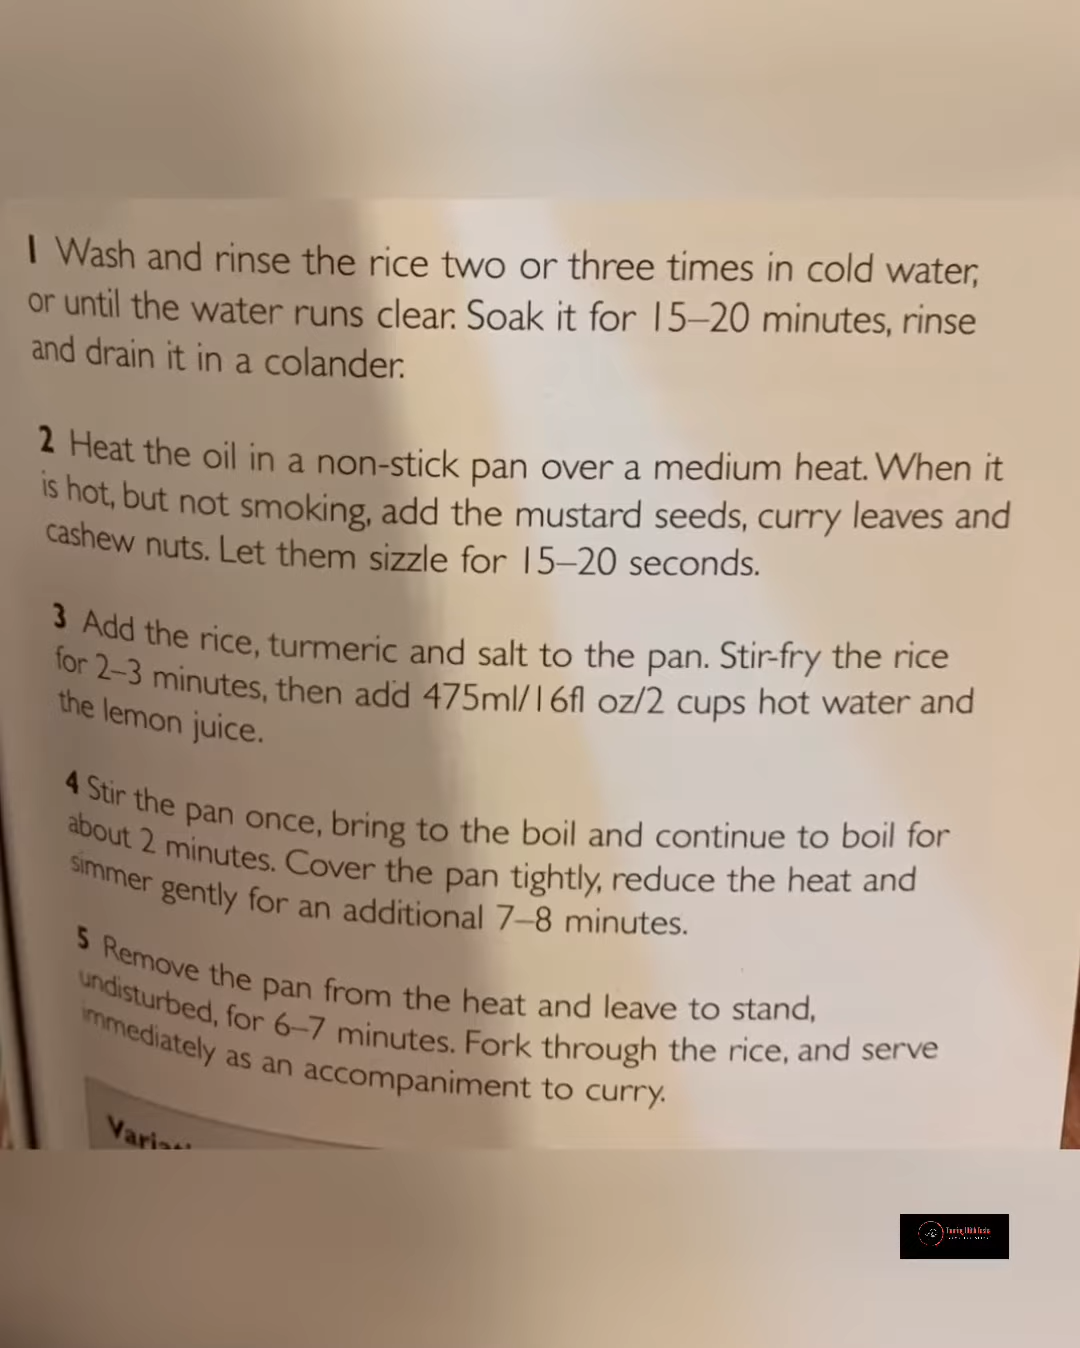 1 Wash and rinse the rice two or three times in cold water,
or until the water runs clear. Soak it for 15–20 minutes, rinse
and drain it in a colander.
2 Heat the oil in a non-stick pan over a medium heat. When it
is hot, but not smoking, add the mustard seeds, curry leaves and
cashew nuts. Let them sizzle for 15–20 seconds.
3 Add the rice, turmeric and salt to the pan. Stir-fry the rice
for 2–3 minutes, then add 475ml/16fl oz/2 cups hot water and
the lemon juice.
4 Stir the pan once, bring to the boil and continue to boil for
about 2 minutes. Cover the pan tightly, reduce the heat and
simmer gently for an additional 7–8 minutes.
5 Remove the pan from the heat and leave to stand,
undisturbed, for 6–7 minutes. Fork through the rice, and serve
immediately as an accompaniment to curry.